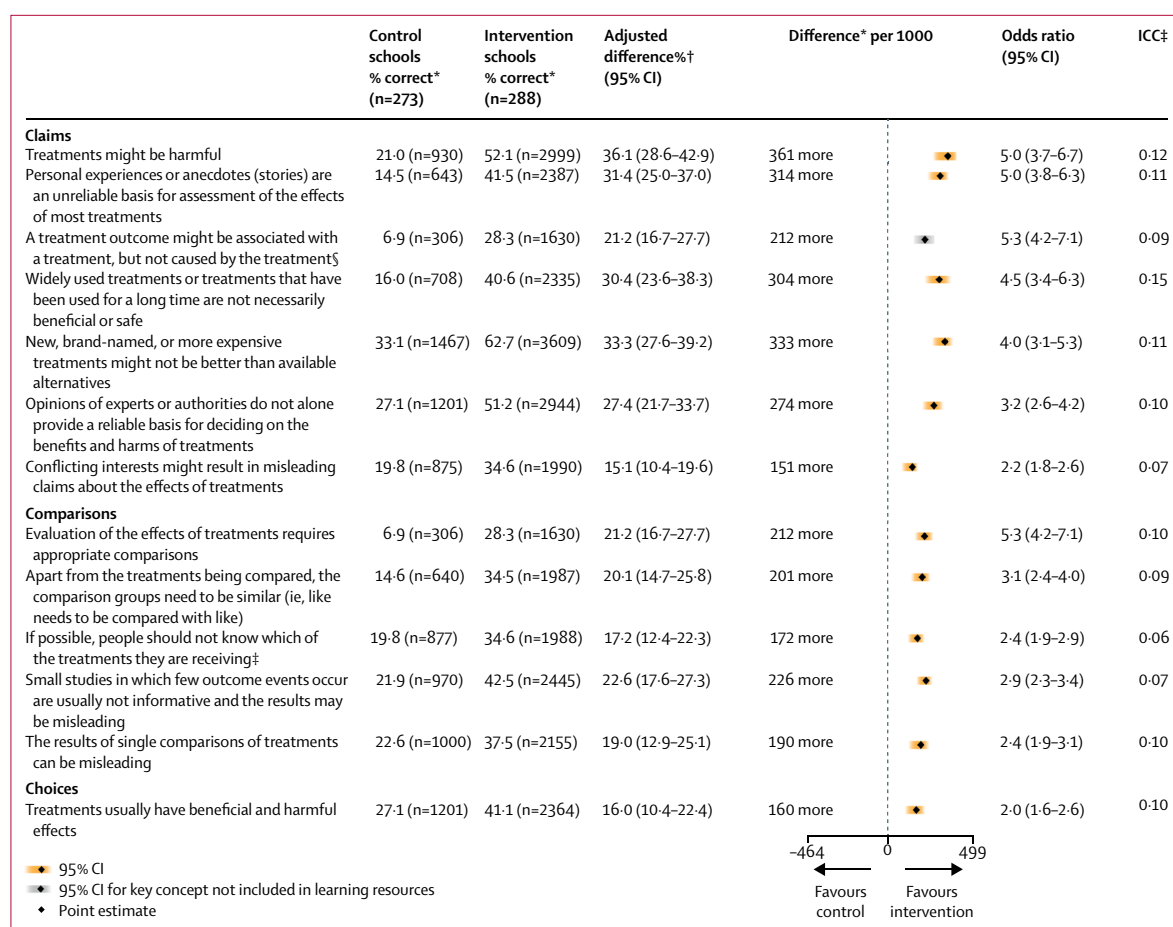 Control schools % correct* (n=273) Intervention schools % correct* (n=288) Adjusted difference%† (95% CI) Difference* per 1000 Odds ratio (95% CI) ICC‡
Claims
Treatments might be harmful 21·0 (n=930) 52·1 (n=2999) 36·1 (28·6–42·9) 361 more 5·0 (3·7–6·7) 0·12
Personal experiences or anecdotes (stories) are 14·5 (n=643) 41·5 (n=2387) 31·4 (25·0–37·0) 314 more 5·0 (3·8–6·3) 0·11
an unreliable basis for assessment of the effects
of most treatments
A treatment outcome might be associated with 6·9 (n=306) 28·3 (n=1630) 21·2 (16·7–27·7) 212 more 5·3 (4·2–7·1) 0·09
a treatment, but not caused by the treatment§
Widely used treatments or treatments that have 16·0 (n=708) 40·6 (n=2335) 30·4 (23·6–38·3) 304 more 4·5 (3·4–6·3) 0·15
been used for a long time are not necessarily
beneficial or safe
New, brand-named, or more expensive 33·1 (n=1467) 62·7 (n=3609) 33·3 (27·6–39·2) 333 more 4·0 (3·1–5·3) 0·11
treatments might not be better than available
alternatives
Opinions of experts or authorities do not alone 27·1 (n=1201) 51·2 (n=2944) 27·4 (21·7–33·7) 274 more 3·2 (2·6–4·2) 0·10
provide a reliable basis for deciding on the
benefits and harms of treatments
Conflicting interests might result in misleading 19·8 (n=875) 34·6 (n=1990) 15·1 (10·4–19·6) 151 more 2·2 (1·8–2·6) 0·07
claims about the effects of treatments
Comparisons
Evaluation of the effects of treatments requires 6·9 (n=306) 28·3 (n=1630) 21·2 (16·7–27·7) 212 more 5·3 (4·2–7·1) 0·10
appropriate comparisons
Apart from the treatments being compared, the 14·6 (n=640) 34·5 (n=1987) 20·1 (14·7–25·8) 201 more 3·1 (2·4–4·0) 0·09
comparison groups need to be similar (ie, like
needs to be compared with like)
If possible, people should not know which of 19·8 (n=877) 34·6 (n=1988) 17·2 (12·4–22·3) 172 more 2·4 (1·9–2·9) 0·06
the treatments they are receiving‡
Small studies in which few outcome events occur 21·9 (n=970) 42·5 (n=2445) 22·6 (17·6–27·3) 226 more 2·9 (2·3–3·4) 0·07
are usually not informative and the results may
be misleading
The results of single comparisons of treatments 22·6 (n=1000) 37·5 (n=2155) 19·0 (12·9–25·1) 190 more 2·4 (1·9–3·1) 0·10
can be misleading
Choices
Treatments usually have beneficial and harmful 27·1 (n=1201) 41·1 (n=2364) 16·0 (10·4–22·4) 160 more 2·0 (1·6–2·6) 0·10
effects
–464 0 499
95% CI
95% CI for key concept not included in learning resources
Point estimate
Favours control
Favours intervention